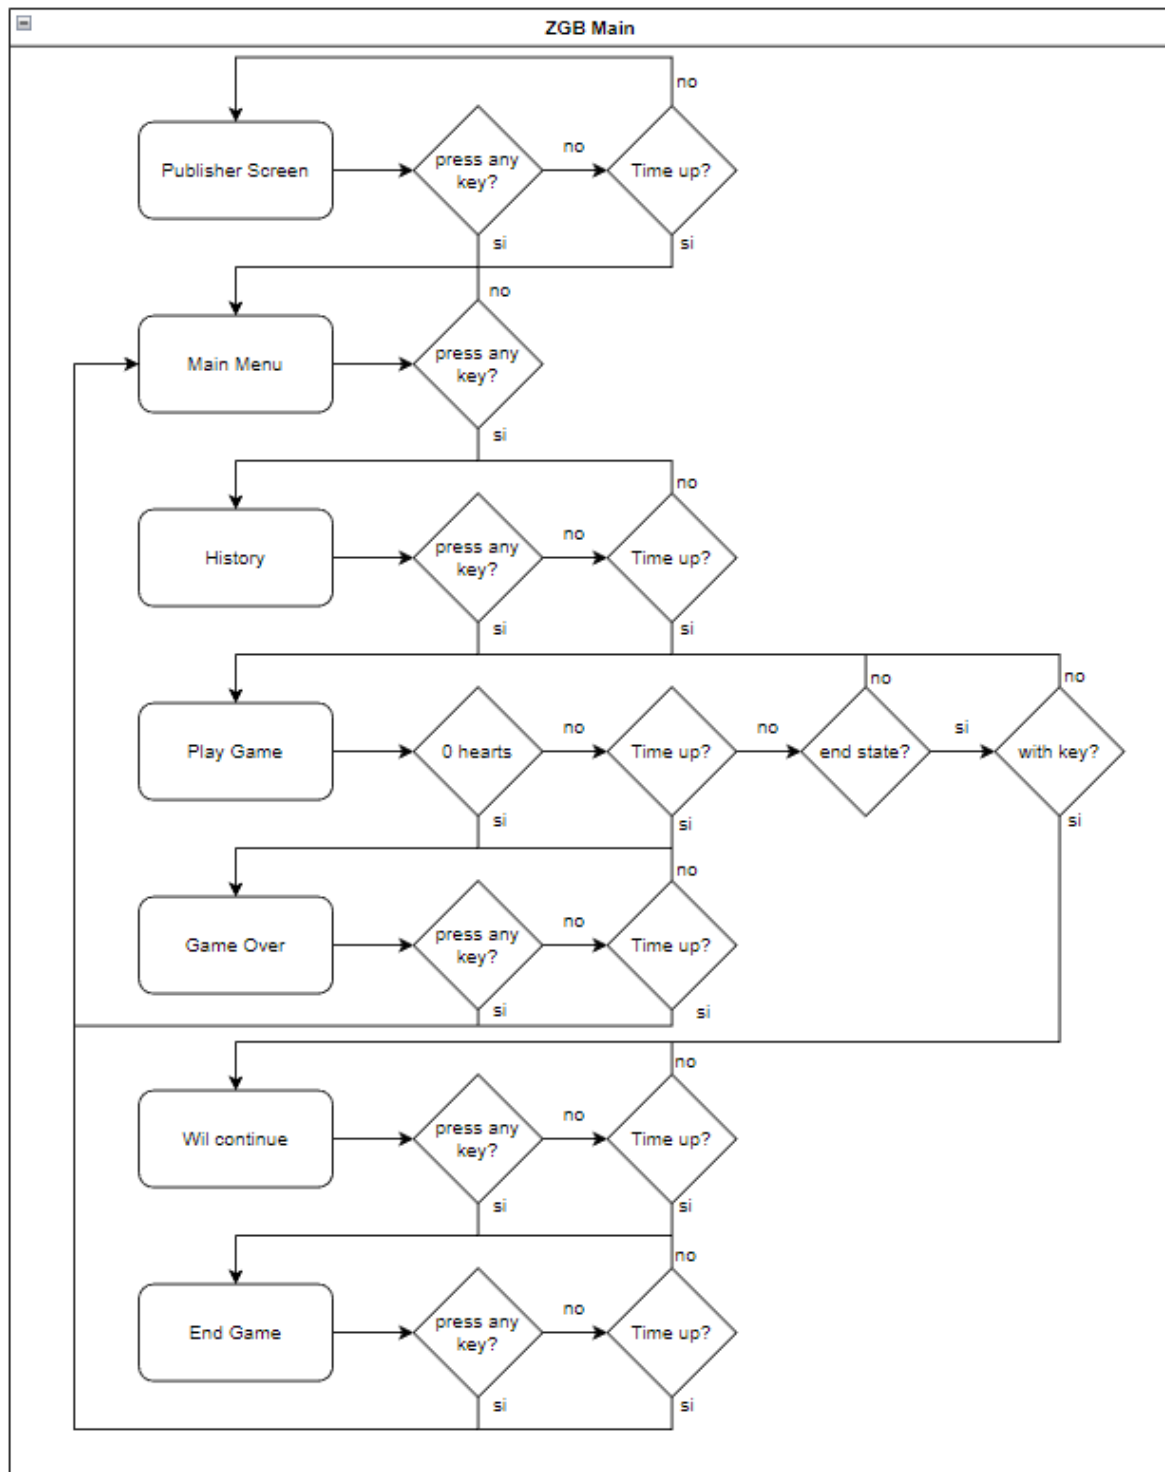 ZGB Main
no
Publisher Screen
press any
key?
no
Time up?
si
si
no
Main Menu
press any
key?
si
no
History
press any
key?
no
Time up?
si
si
no
no
Play Game
0 hearts
no
Time up?
no
end state?
si
with key?
si
si
si
no
Game Over
press any
key?
no
Time up?
si
si
no
Wil continue
press any
key?
no
Time up?
si
si
no
End Game
press any
key?
no
Time up?
si
si